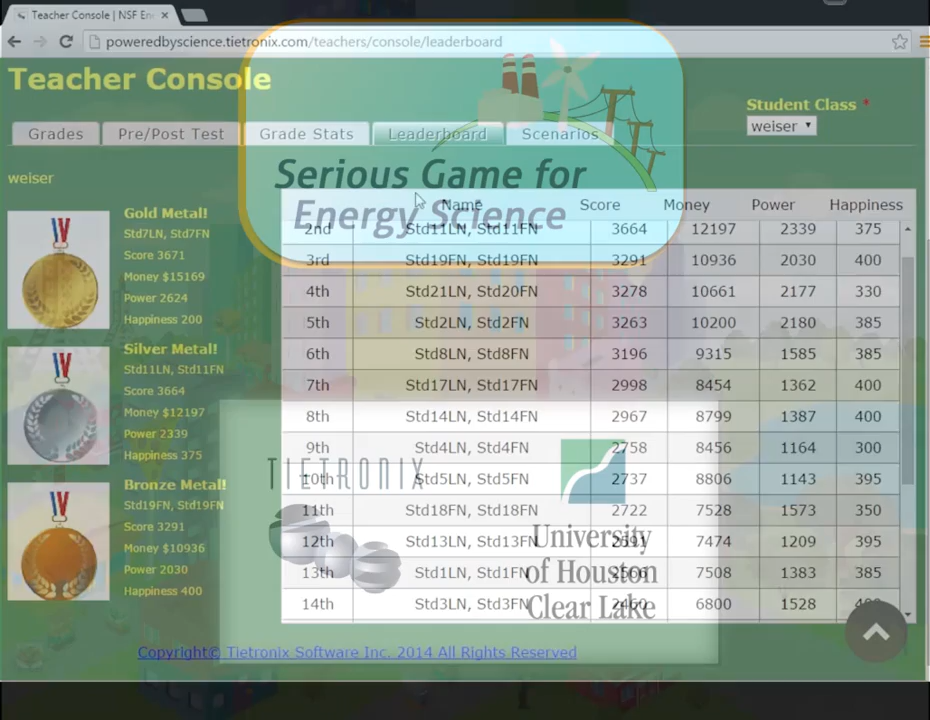 Teacher Console | NSF En
poweredbyscience.tietronix.com/teachers/console/leaderboard
Teacher Console
Student Class *
weiser
Grades
Pre/Post Test
Grade Stats
Leaderboard
Scenarios
Serious Game for
Energy Science
weiser
Gold Metal!
Std7LN, Std7FN
Score 3671
Money $15169
Power 2624
Happiness 200
Silver Metal!
Std11LN, Std11FN
Score 3664
Money $12197
Power 2339
Happiness 375
Bronze Metal!
Std19FN, Std19FN
Score 3291
Money $10936
Power 2030
Happiness 400
Name Score Money Power Happiness
2nd Std11LN, Std11FN 3664 12197 2339 375
3rd Std19FN, Std19FN 3291 10936 2030 400
4th Std21LN, Std20FN 3278 10661 2177 330
5th Std2LN, Std2FN 3263 10200 2180 385
6th Std8LN, Std8FN 3196 9315 1585 385
7th Std17LN, Std17FN 2998 8454 1362 400
8th Std14LN, Std14FN 2967 8799 1387 400
9th Std4LN, Std4FN 2758 8456 1164 300
10th Std5LN, Std5FN 2737 8806 1143 395
11th Std18FN, Std18FN 2722 7528 1573 350
12th Std13LN, Std13FN 7474 1209 395
13th Std1LN, Std1FN 7508 1383 385
14th Std3LN, Std3FN 2460 6800 1528
TIETRONIX
University
of Houston
Clear Lake
Copyright© Tietronix Software Inc. 2014 All Rights Reserved